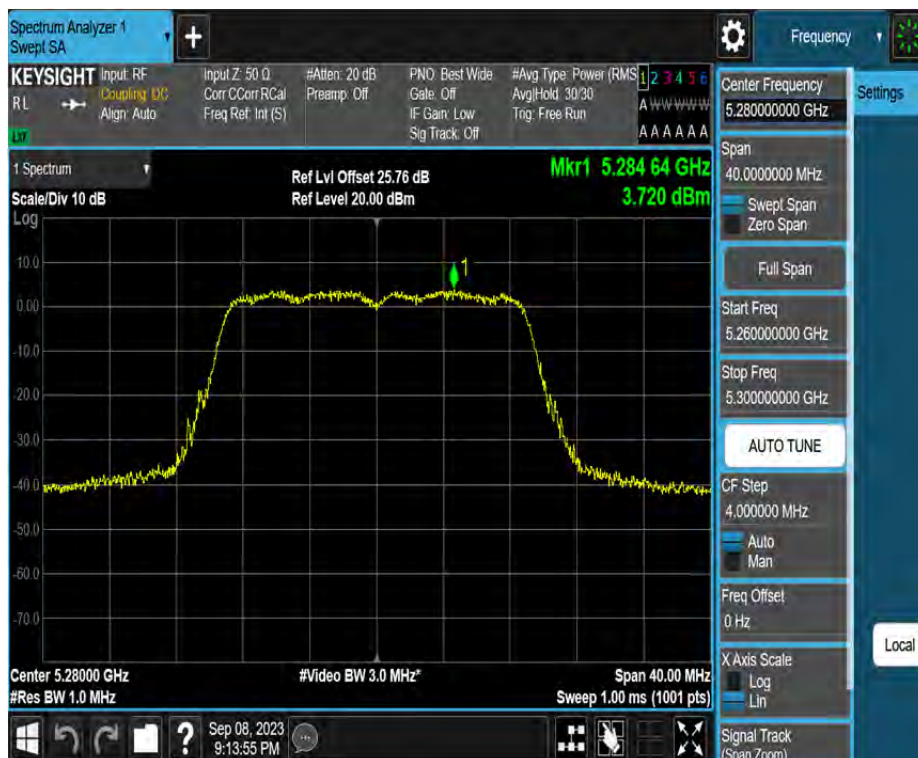 Spectrum Analyzer 1
Swept SA
+
Frequency
KEYSIGHT Input: RF Input Z: 50 Ω #Atten: 20 dB PNO: Best Wide #Avg Type: Power (RMS 1 2 3 4 5 6
RL Coupling: DC Corr CCorr RCal Preamp: Off Gate: Off Avg|Hold: 30/30 A W W W W W
Align: Auto Freq Ref: Int (S) IF Gain: Low Trig: Free Run
Sig Track: Off A A A A A A
LXI
1 Spectrum
Scale/Div 10 dB
Ref Lvl Offset 25.76 dB
Ref Level 20.00 dBm
Mkr1 5.284 64 GHz
3.720 dBm
Log
10.0
0.00
-10.0
-20.0
-30.0
-40.0
-50.0
-60.0
-70.0
1
Center 5.28000 GHz #Video BW 3.0 MHz* Span 40.00 MHz
#Res BW 1.0 MHz Sweep 1.00 ms (1001 pts)
?
Sep 08, 2023
9:13:55 PM
Center Frequency
5.280000000 GHz
Settings
Span
40.0000000 MHz
Swept Span
Zero Span
Full Span
Start Freq
5.260000000 GHz
Stop Freq
5.300000000 GHz
AUTO TUNE
CF Step
4.000000 MHz
Auto
Man
Freq Offset
0 Hz
X Axis Scale
Log
Lin
Local
Signal Track
(Span Zoom)